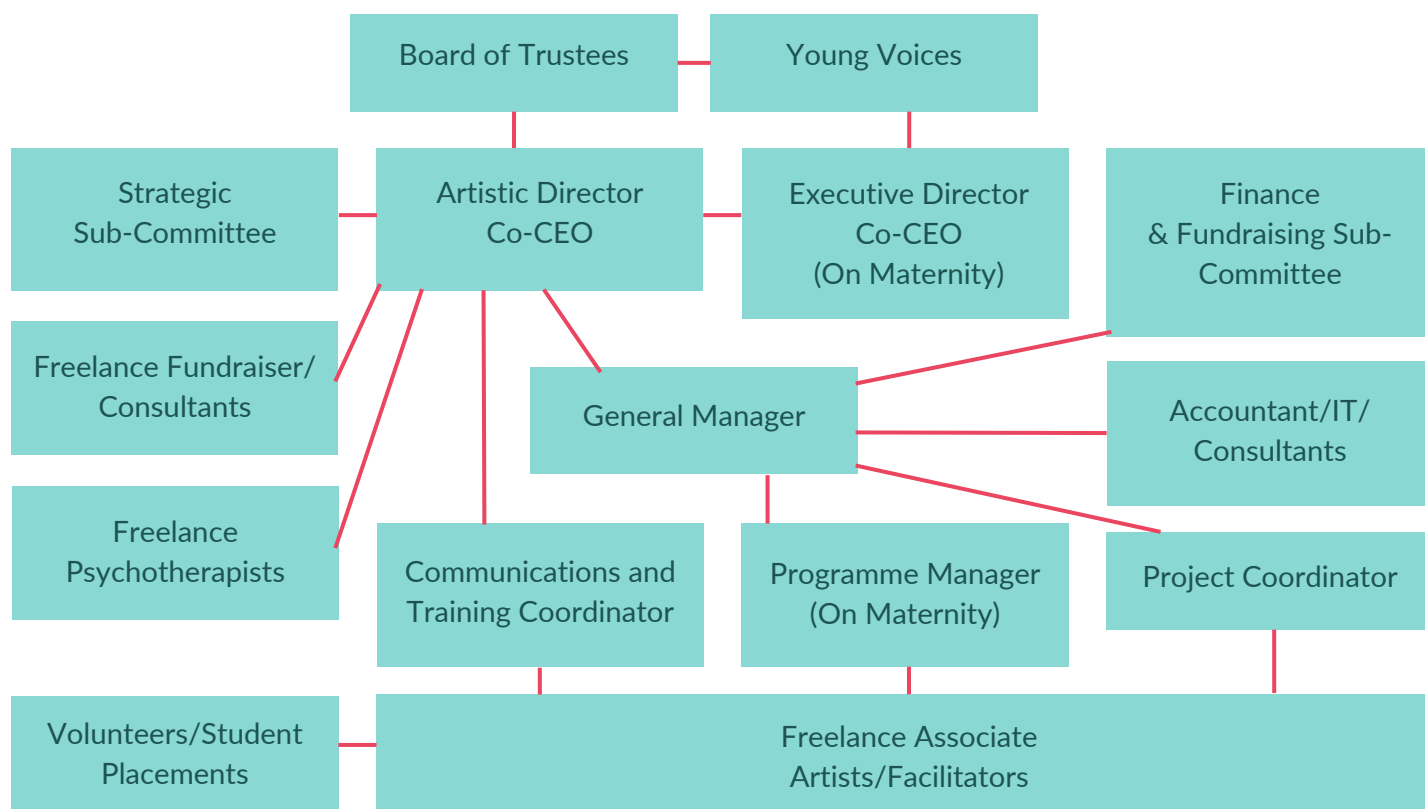 Board of Trustees
Young Voices
Strategic
Sub-Committee
Artistic Director
Co-CEO
Executive Director
Co-CEO
(On Maternity)
Finance
& Fundraising Sub-
Committee
Freelance Fundraiser/
Consultants
General Manager
Accountant/IT/
Consultants
Freelance
Psychotherapists
Communications and
Training Coordinator
Programme Manager
(On Maternity)
Project Coordinator
Volunteers/Student
Placements
Freelance Associate
Artists/Facilitators